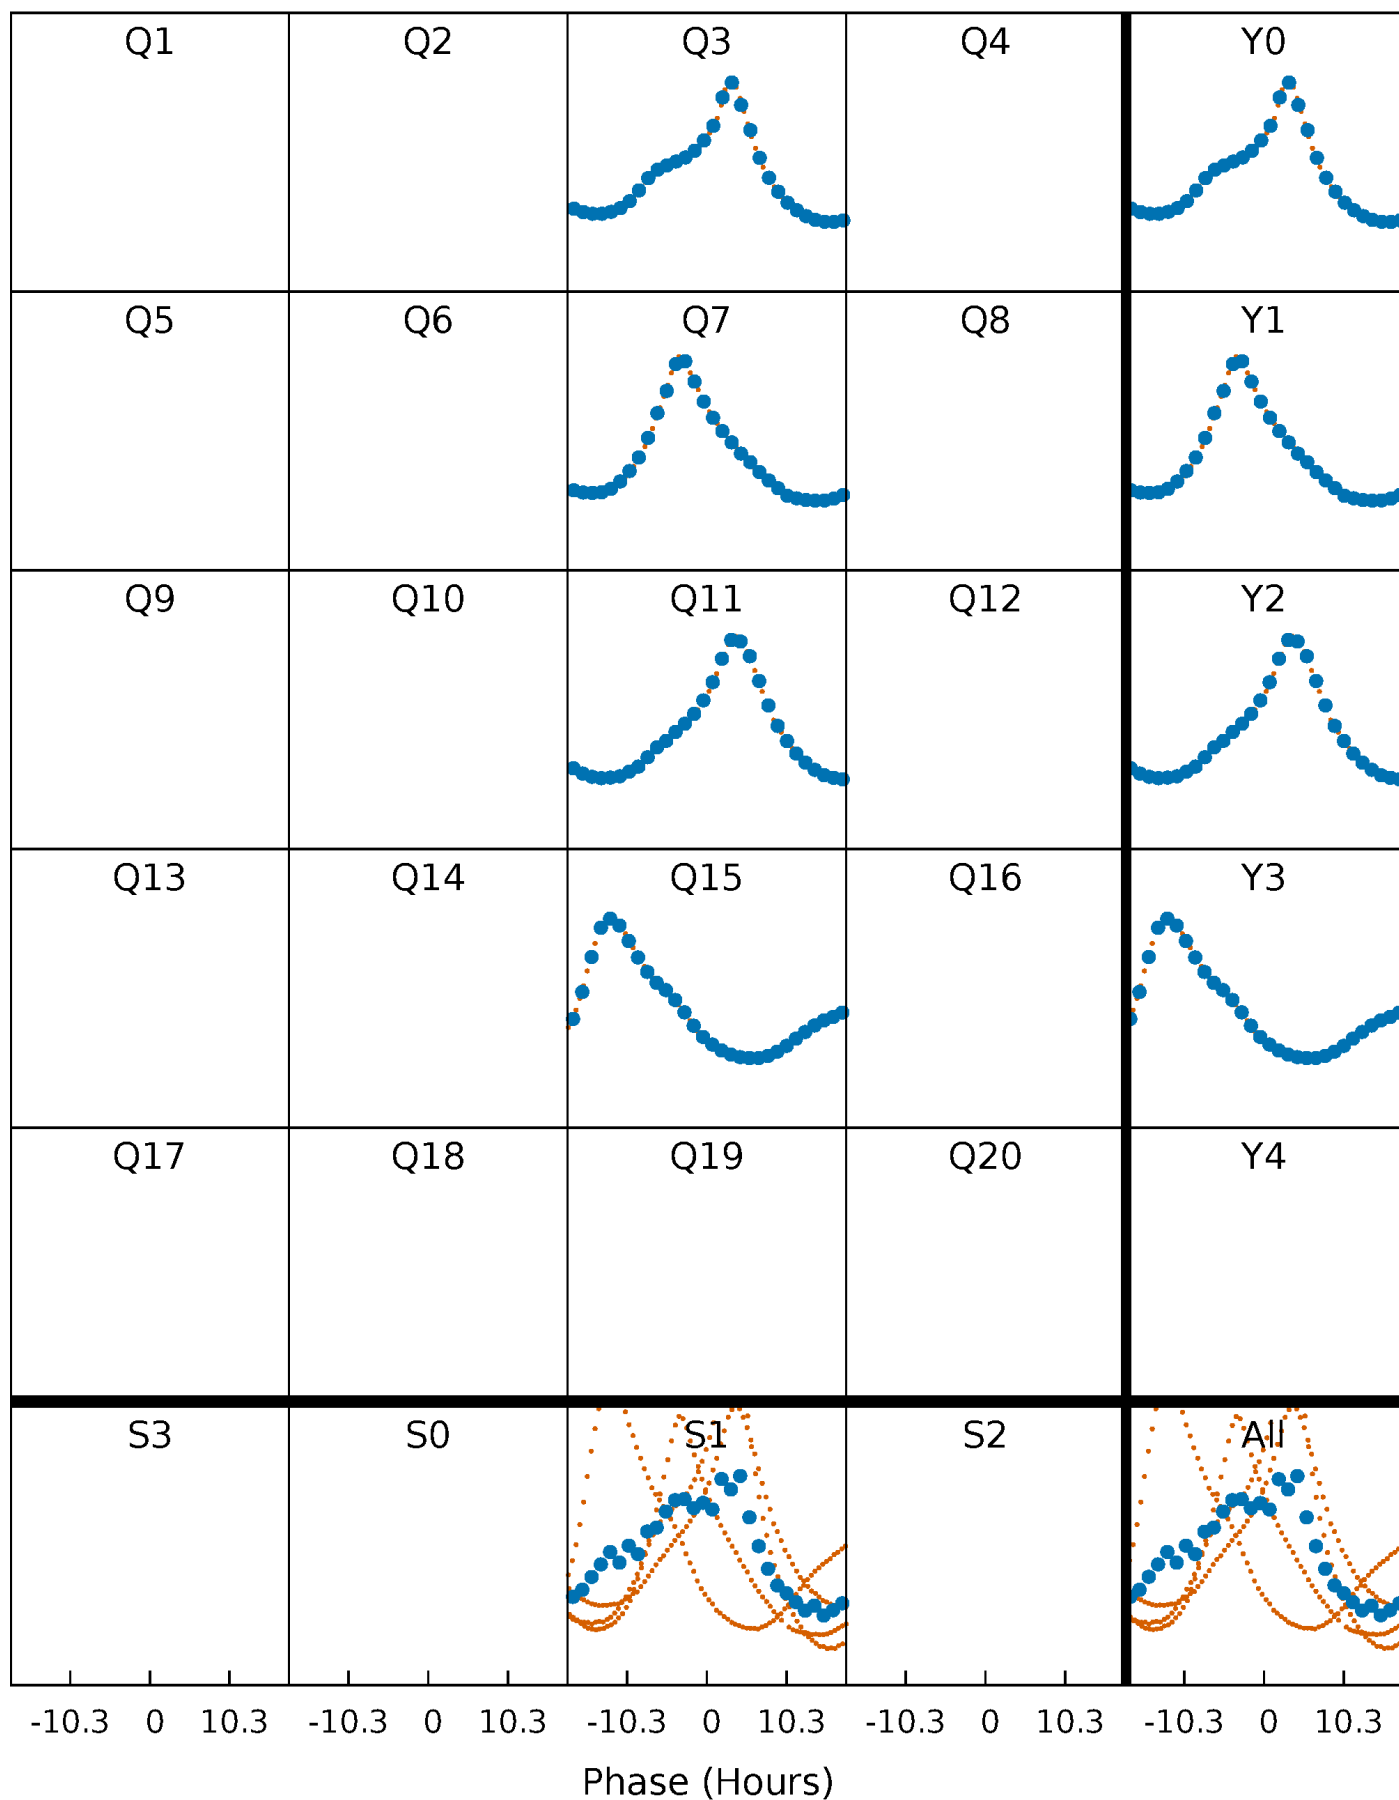 Q1 Q2 Q3 Q4 Y0
Q5 Q6 Q7 Q8 Y1
Q9 Q10 Q11 Q12 Y2
Q13 Q14 Q15 Q16 Y3
Q17 Q18 Q19 Q20 Y4
S3 S0 S1 S2 All
-10.3 0 10.3 -10.3 0 10.3 -10.3 0 10.3 -10.3 0 10.3 -10.3 0 10.3
Phase (Hours)